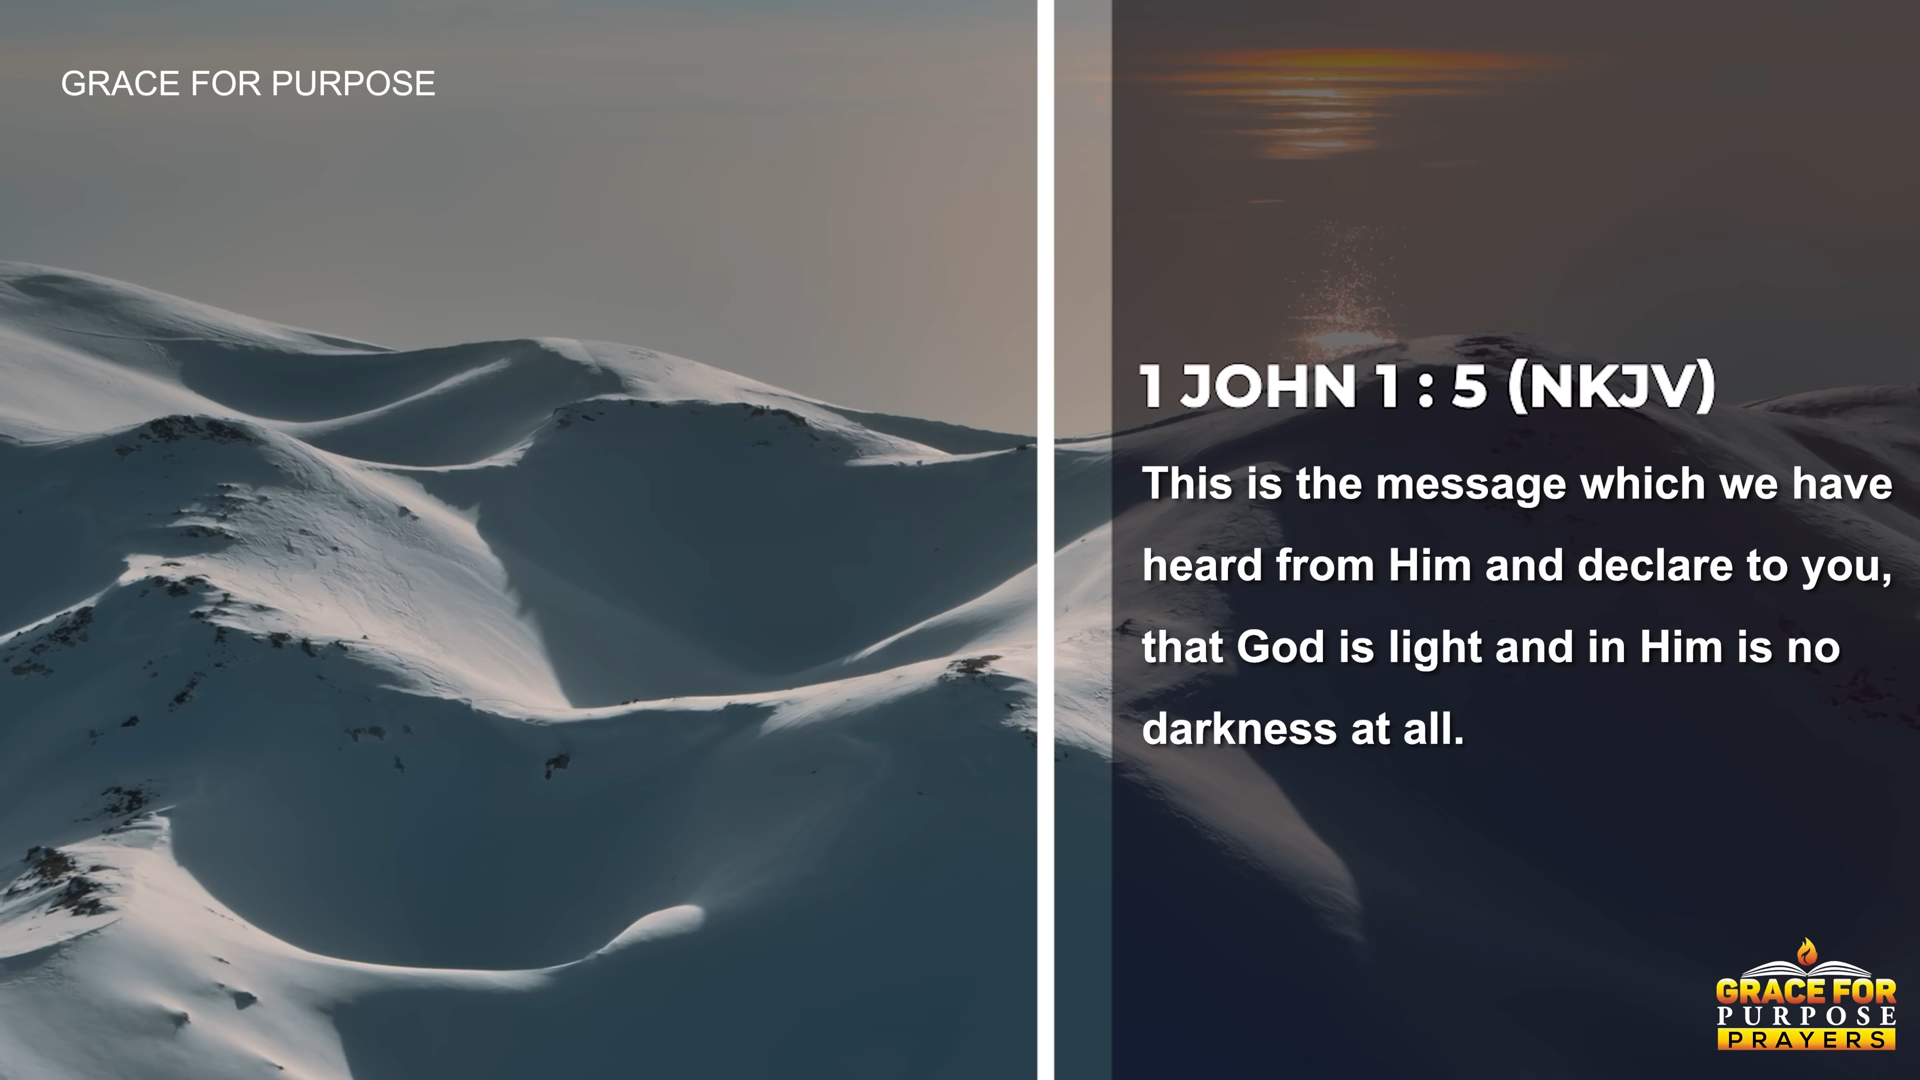 GRACE FOR PURPOSE
1 JOHN 1 : 5 (NKJV)
This is the message which we have
heard from Him and declare to you,
that God is light and in Him is no
darkness at all.
GRACE FOR
PURPOSE
PRAYERS